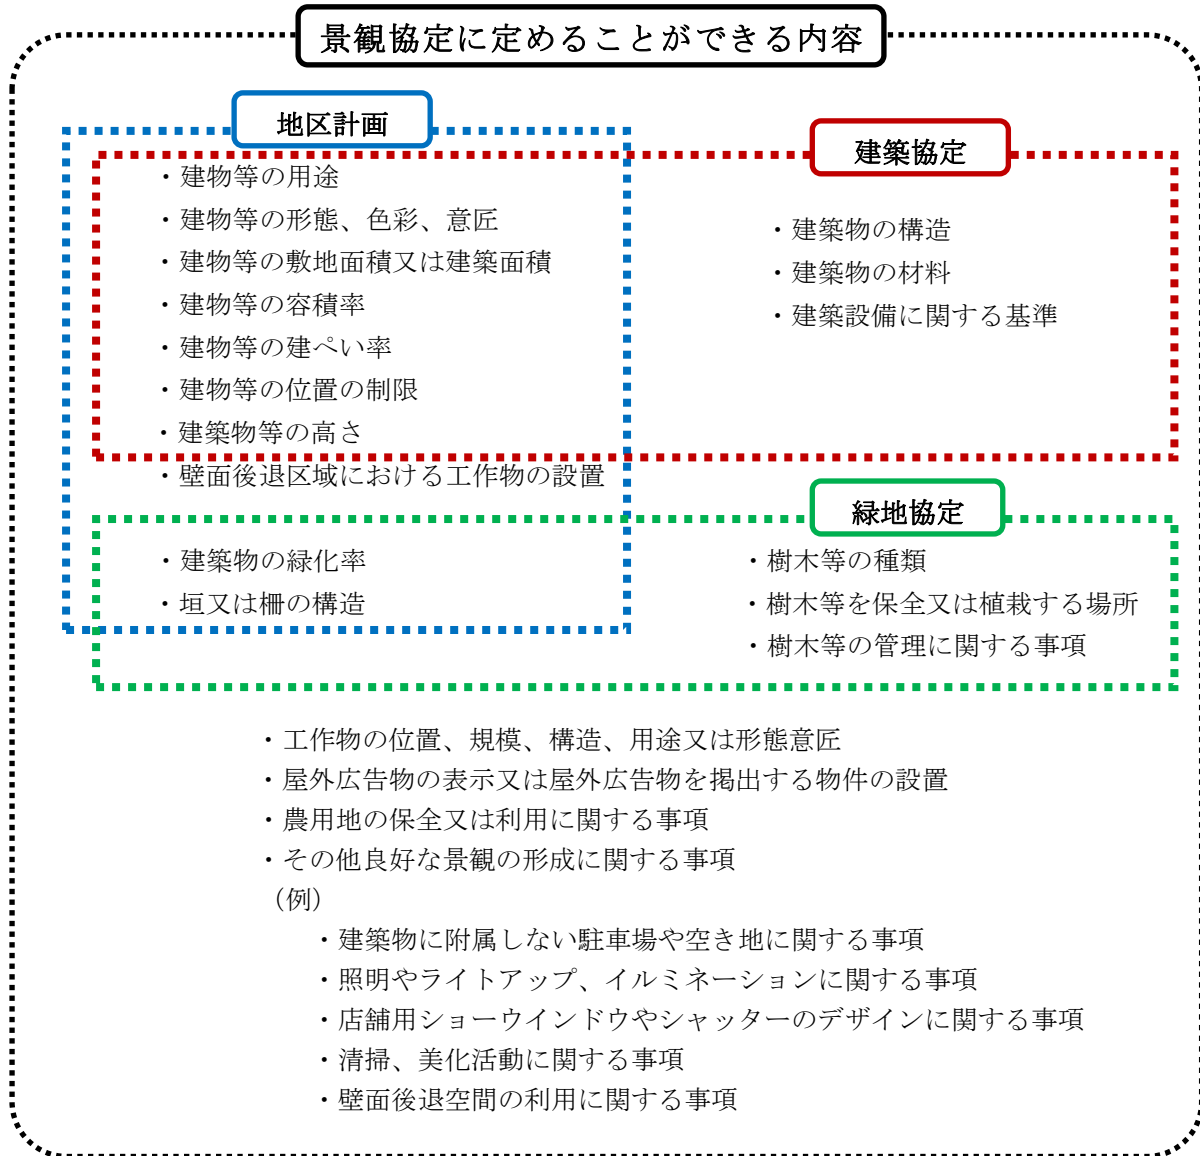 景観協定に定めることができる内容
地区計画
・建物等の用途
・建物等の形態、色彩、意匠
・建物等の敷地面積又は建築面積
・建物等の容積率
・建物等の建ぺい率
・建物等の位置の制限
・建築物等の高さ
・壁面後退区域における工作物の設置
建築協定
・建築物の構造
・建築物の材料
・建築設備に関する基準
緑地協定
・建築物の緑化率
・垣又は柵の構造
・樹木等の種類
・樹木等を保全又は植栽する場所
・樹木等の管理に関する事項
・工作物の位置、規模、構造、用途又は形態意匠
・屋外広告物の表示又は屋外広告物を掲出する物件の設置
・農用地の保全又は利用に関する事項
・その他良好な景観の形成に関する事項
（例）
・建築物に附属しない駐車場や空き地に関する事項
・照明やライトアップ、イルミネーションに関する事項
・店舗用ショーウインドウやシャッターのデザインに関する事項
・清掃、美化活動に関する事項
・壁面後退空間の利用に関する事項